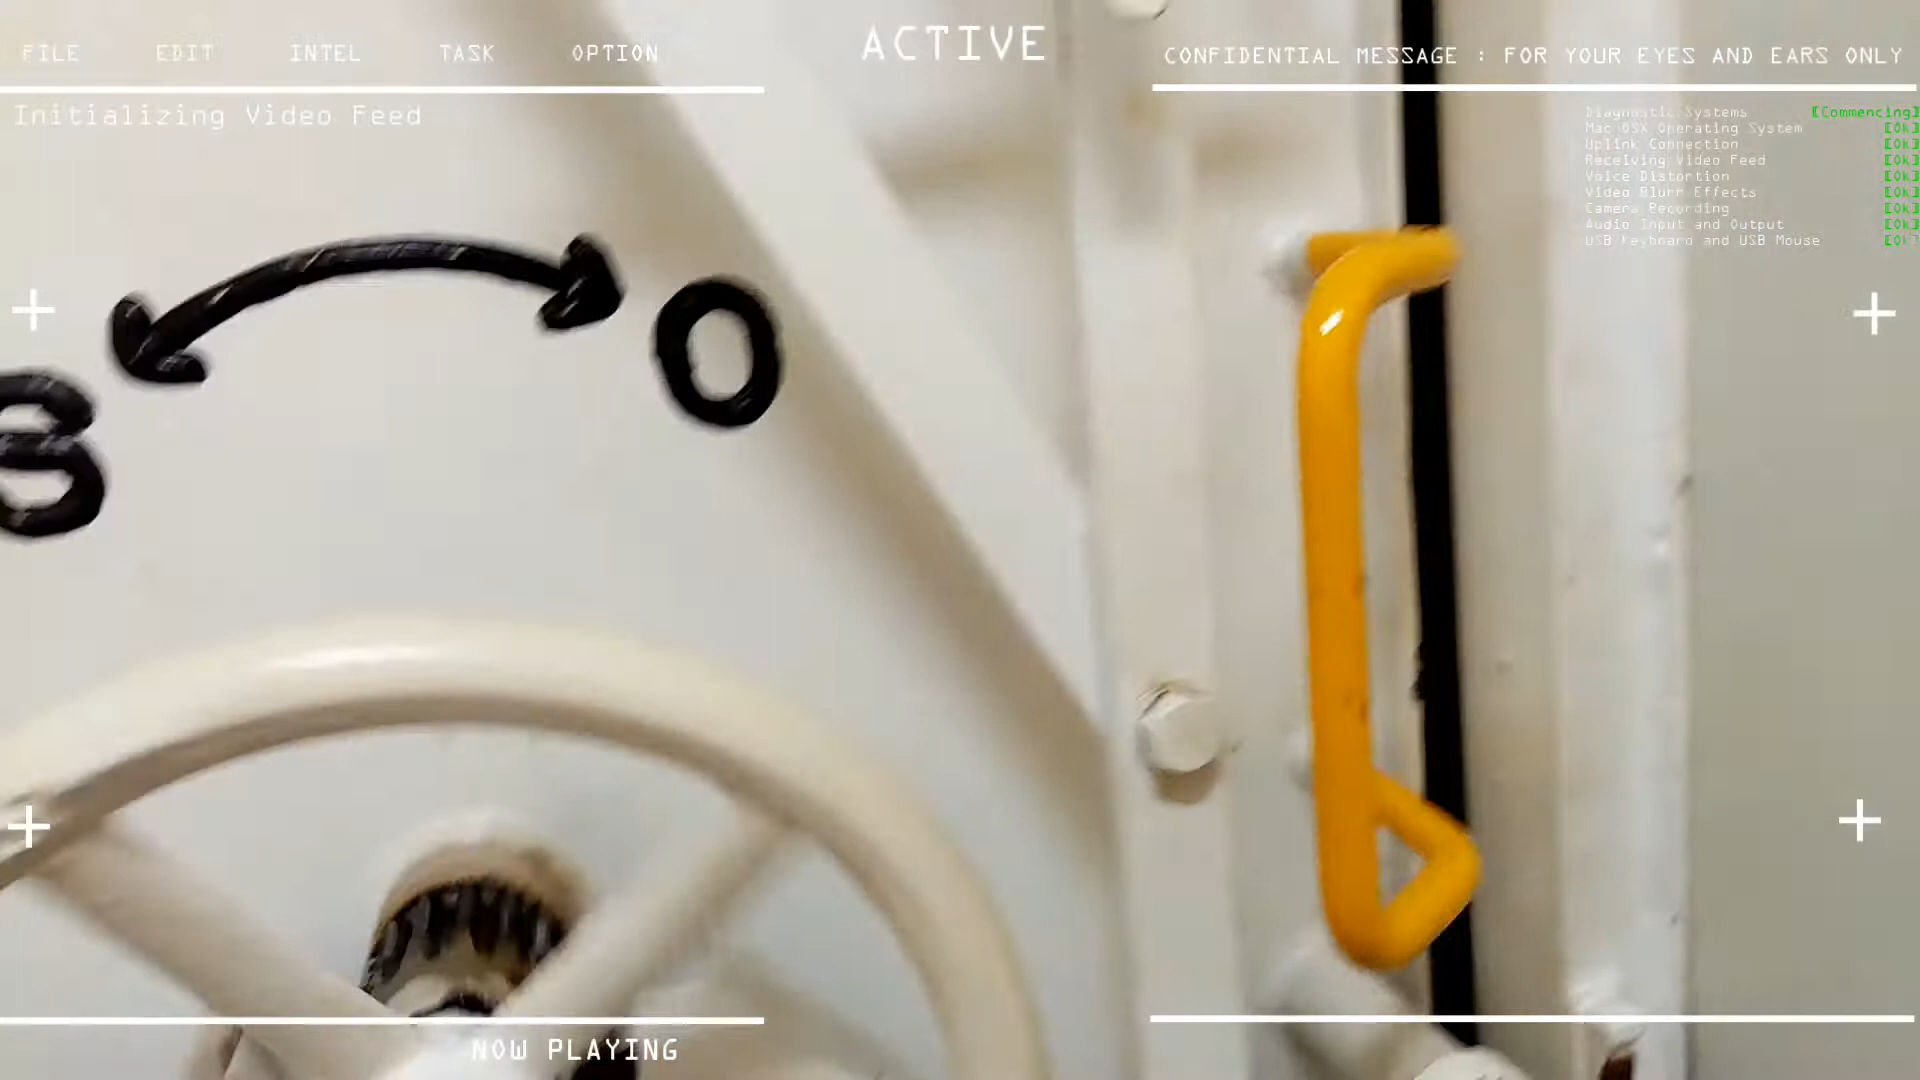 FILE EDIT INTEL TASK OPTION
ACTIVE
CONFIDENTIAL MESSAGE : FOR YOUR EYES AND EARS ONLY
Initializing Video Feed
Diagnostic Systems [Commencing]
Mac OSX Operating System [Ok]
Uplink Connection [Ok]
Receiving Video Feed [Ok]
Voice Distortion [Ok]
Video Blurr Effects [Ok]
Camera Recording [Ok]
Audio Input and Output [Ok]
USB Keyboard and USB Mouse [Ok]
O
B
NOW PLAYING